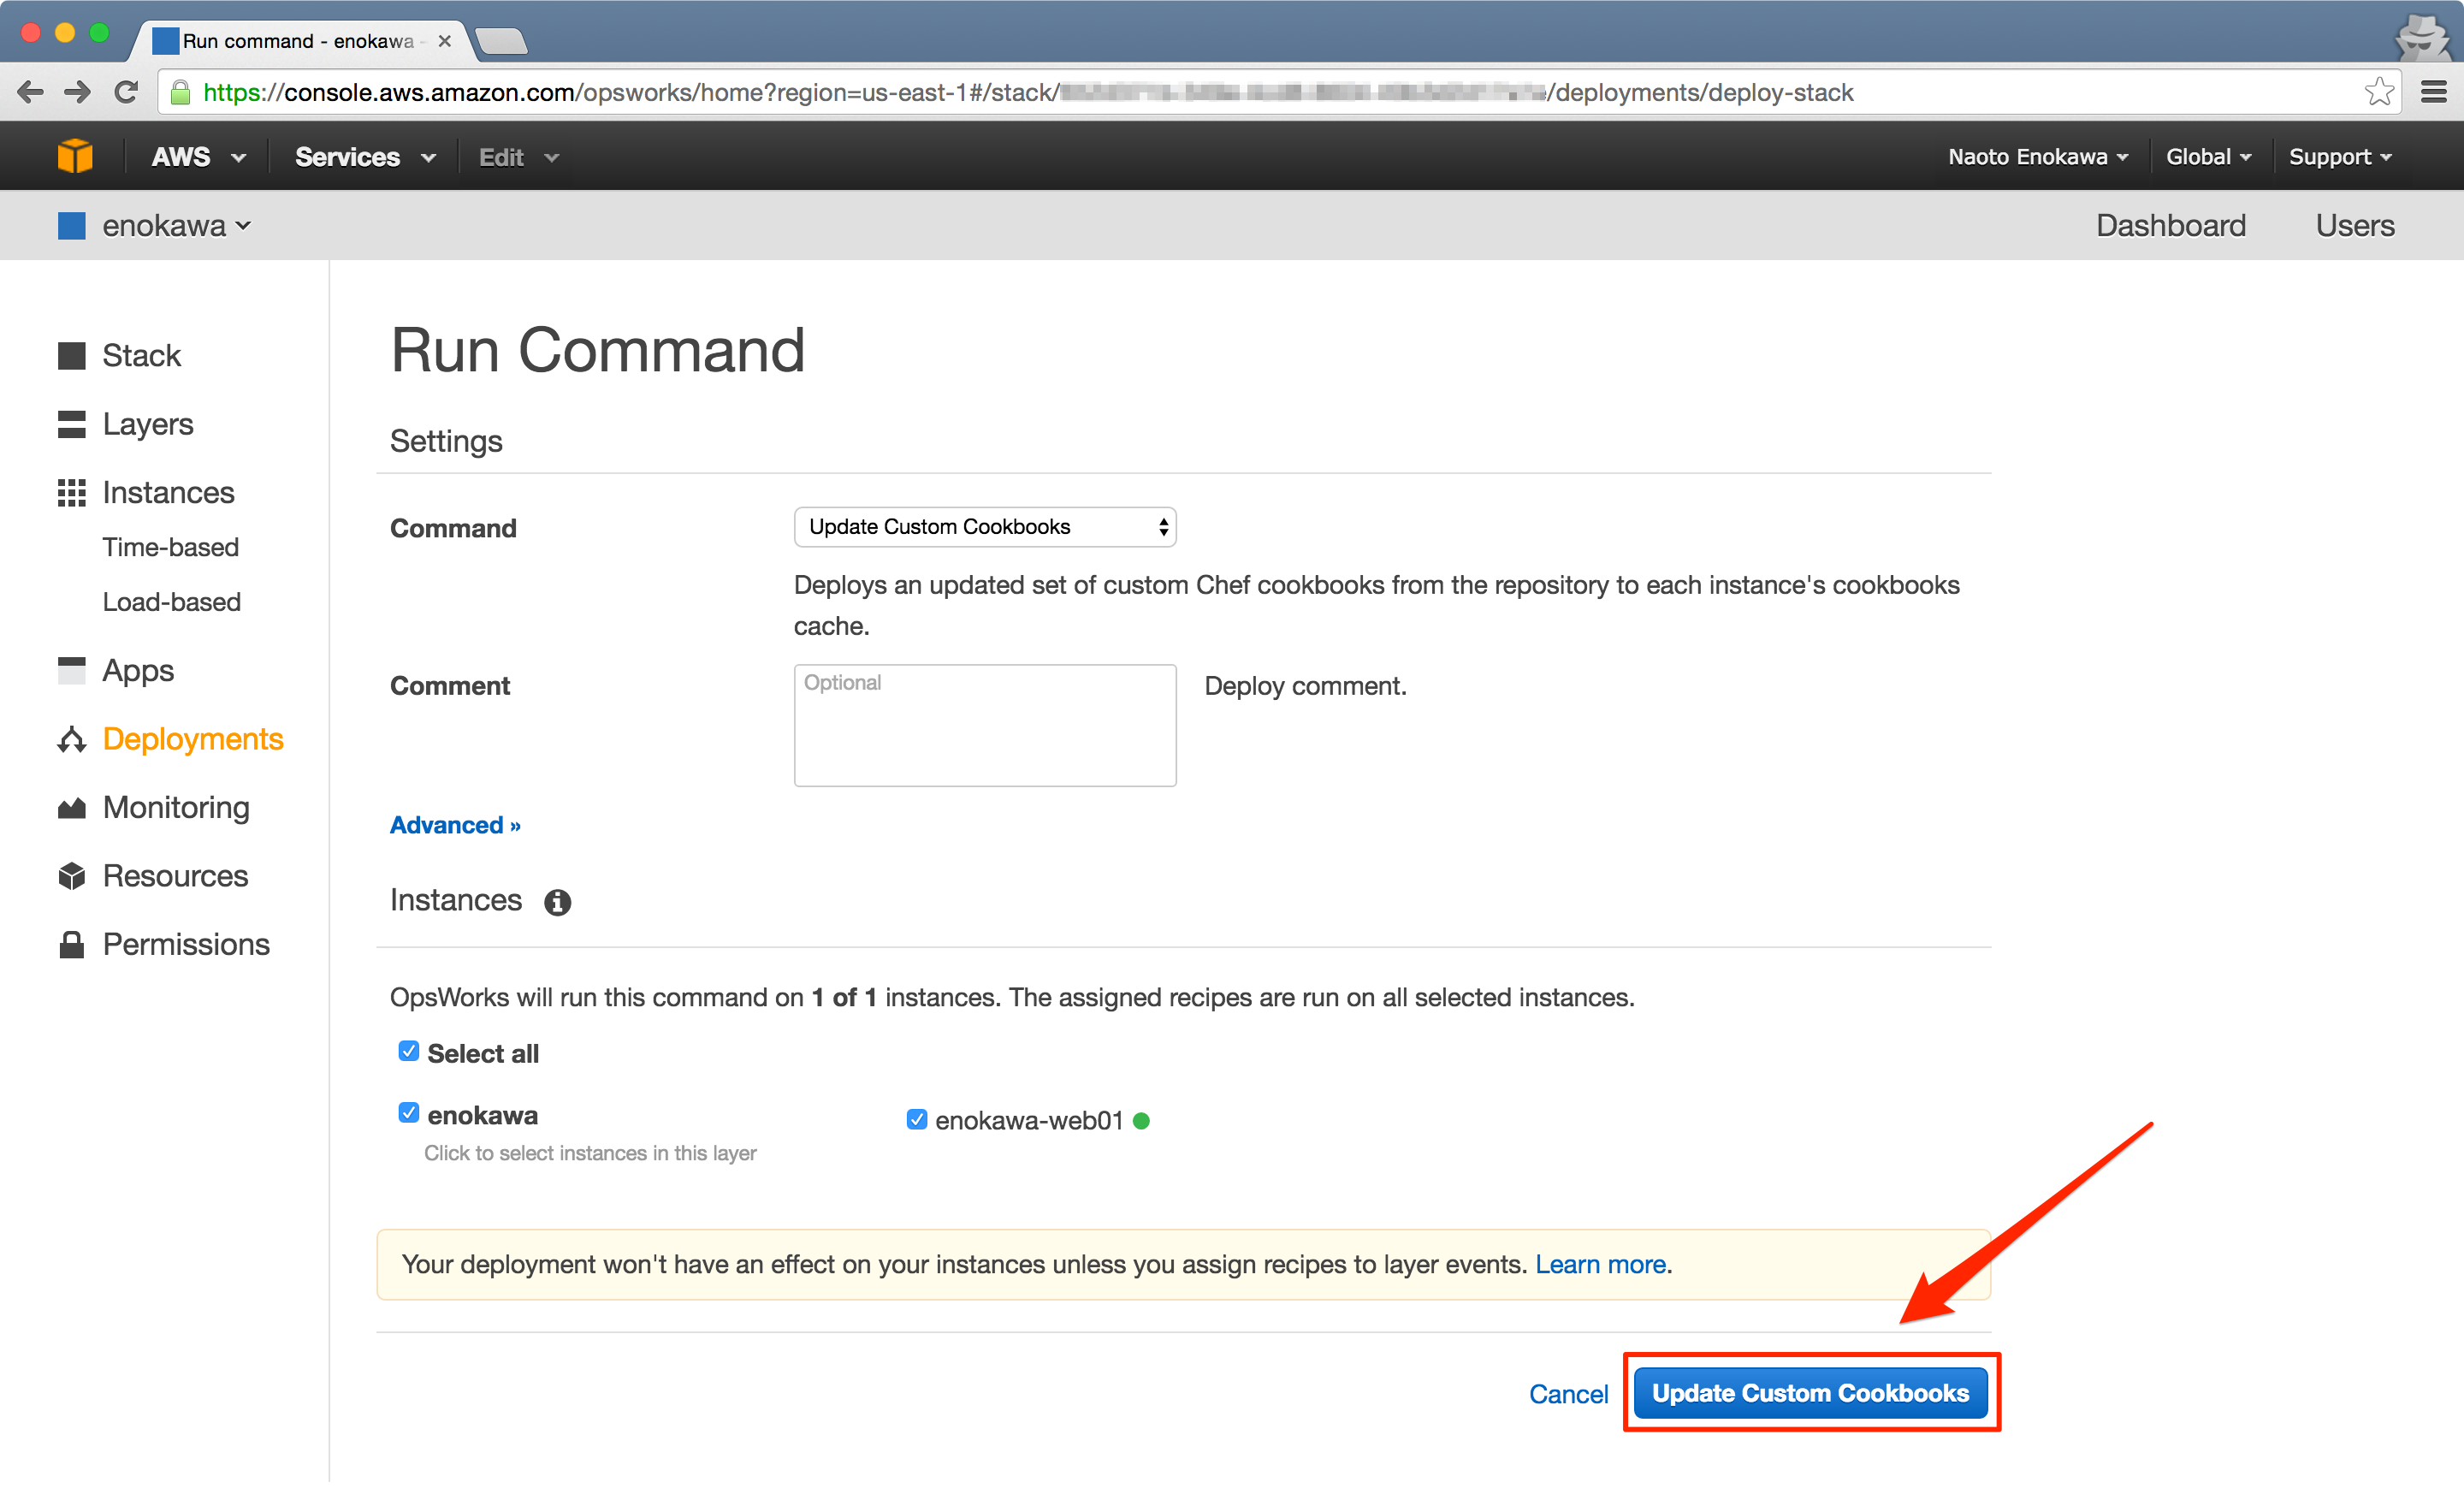 Run command - enokawa -
https://console.aws.amazon.com/opsworks/home?region=us-east-1#/stack/ /deployments/deploy-stack
AWS Services Edit Naoto Enokawa Global Support
enokawa Dashboard Users
Stack
Layers
Instances
Time-based
Load-based
Apps
Deployments
Monitoring
Resources
Permissions
Run Command
Settings
Command Update Custom Cookbooks
Deploys an updated set of custom Chef cookbooks from the repository to each instance's cookbooks
cache.
Comment Optional Deploy comment.
Advanced »
Instances
OpsWorks will run this command on 1 of 1 instances. The assigned recipes are run on all selected instances.
Select all
enokawa enokawa-web01
Click to select instances in this layer
Your deployment won't have an effect on your instances unless you assign recipes to layer events. Learn more.
Cancel Update Custom Cookbooks